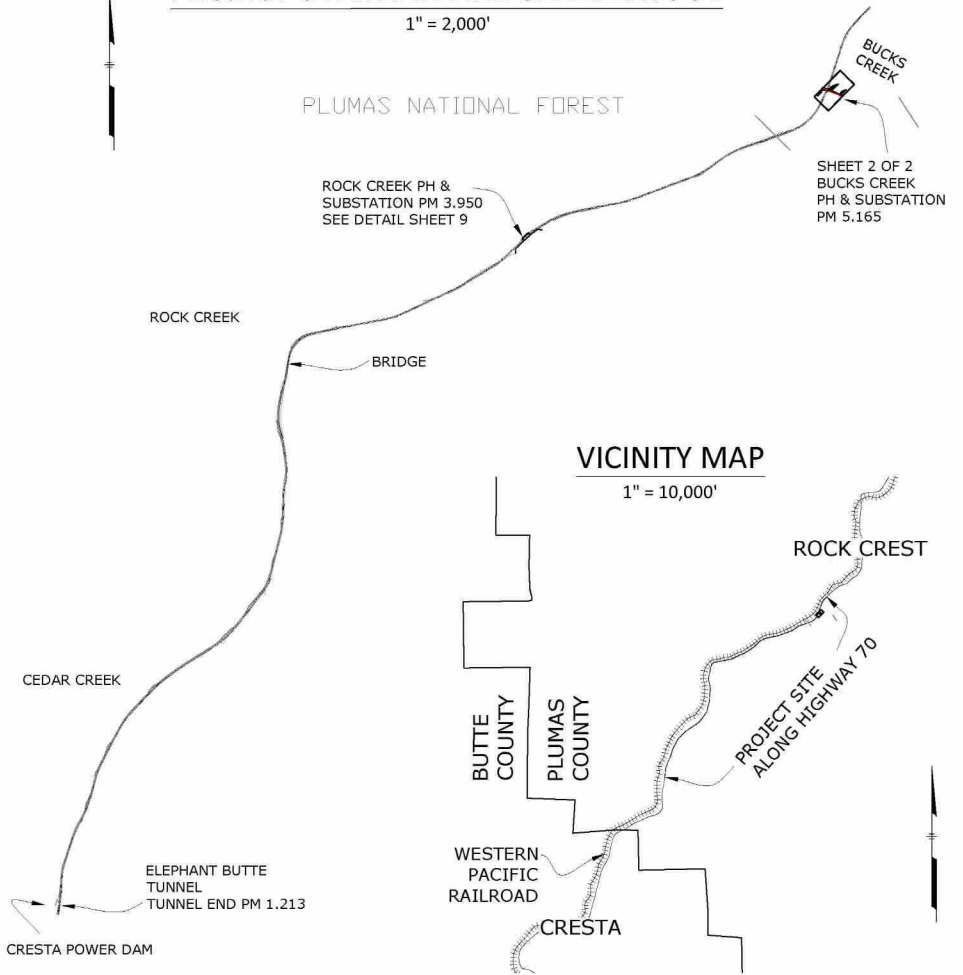 1" = 2,000'
BUCKS
CREEK
PLUMAS NATIONAL FOREST
SHEET 2 OF 2
BUCKS CREEK
PH & SUBSTATION
PM 5.165
ROCK CREEK PH &
SUBSTATION PM 3.950
SEE DETAIL SHEET 9
ROCK CREEK
BRIDGE
CEDAR CREEK
ELEPHANT BUTTE
TUNNEL
TUNNEL END PM 1.213
CRESTA POWER DAM
VICINITY MAP
1" = 10,000'
ROCK CREST
BUTTE
COUNTY
PLUMAS
COUNTY
PROJECT SITE
ALONG HIGHWAY 70
WESTERN
PACIFIC
RAILROAD
CRESTA